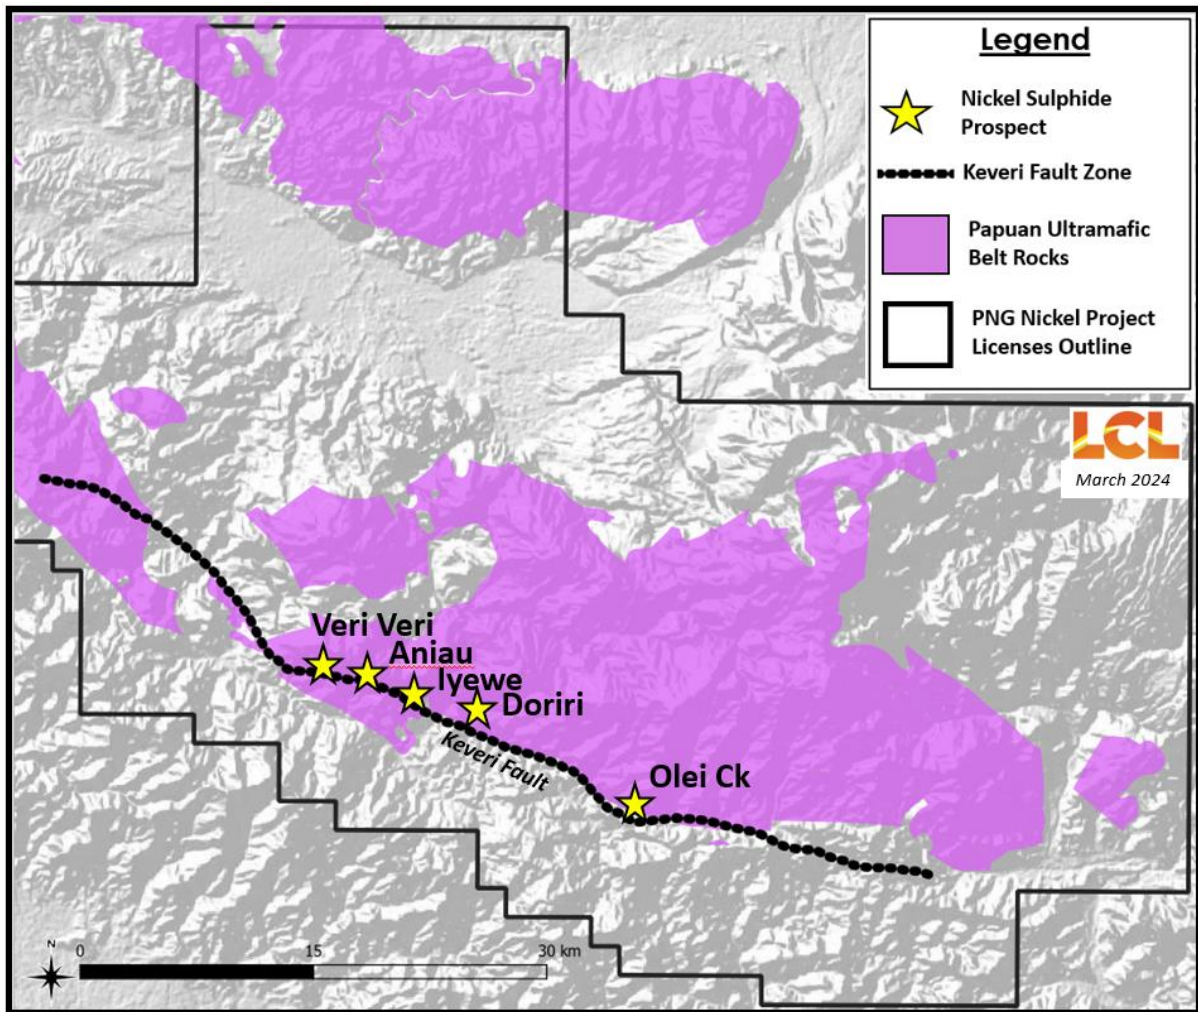 Legend
Nickel Sulphide
Prospect
Keveri Fault Zone
Papuan Ultramafic
Belt Rocks
PNG Nickel Project
Licenses Outline
LCL
March 2024
Veri Veri
Aniau
Iyewe
Doriri
Keveri Fault
Olei Ck
N
0 15 30 km